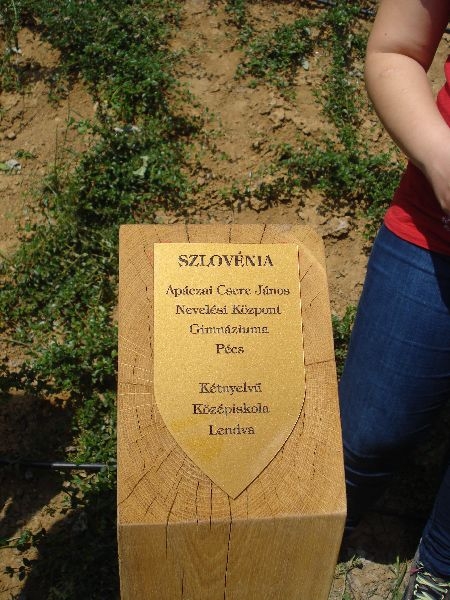 SZLOVÉNIA
Apáczai Csere János
Nevelési Központ
Gimnáziuma
Pécs
Kétnyelvű
Középiskola
Lendva